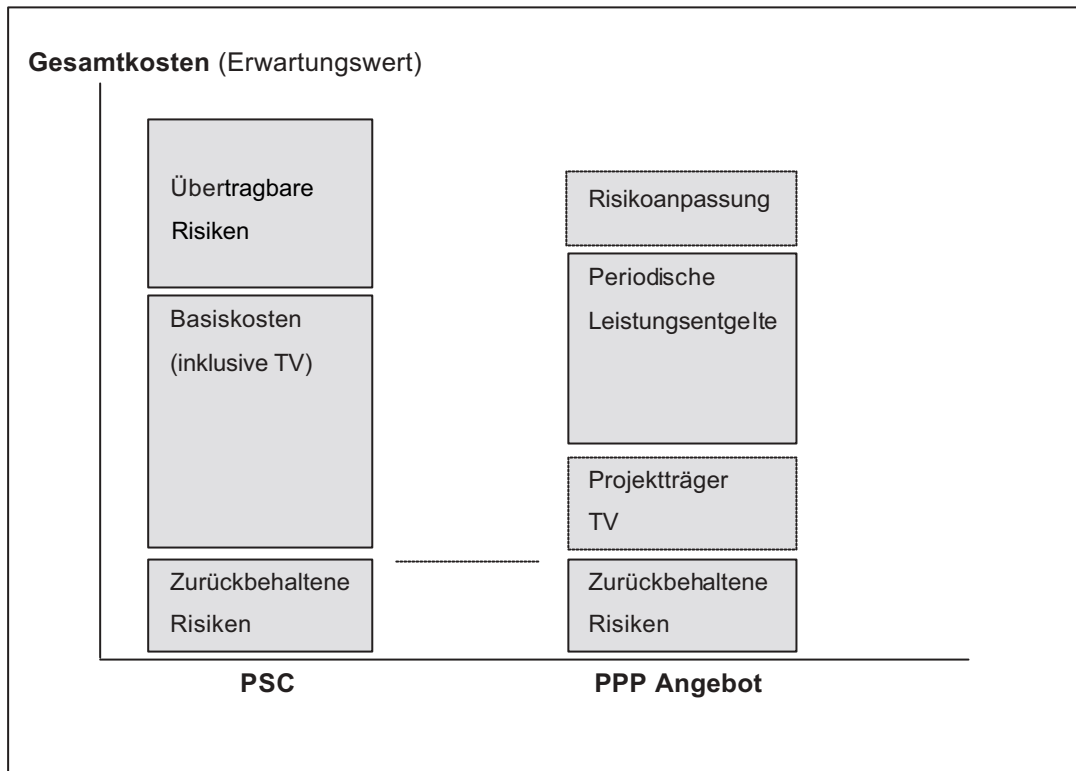 Gesamtkosten (Erwartungswert)
Übertragbare
Risiken
Basiskosten
(inklusive TV)
Zurückbehaltene
Risiken
Risikoanpassung
Periodische
Leistungsentgelte
Projektträger
TV
Zurückbehaltene
Risiken
PSC
PPP Angebot